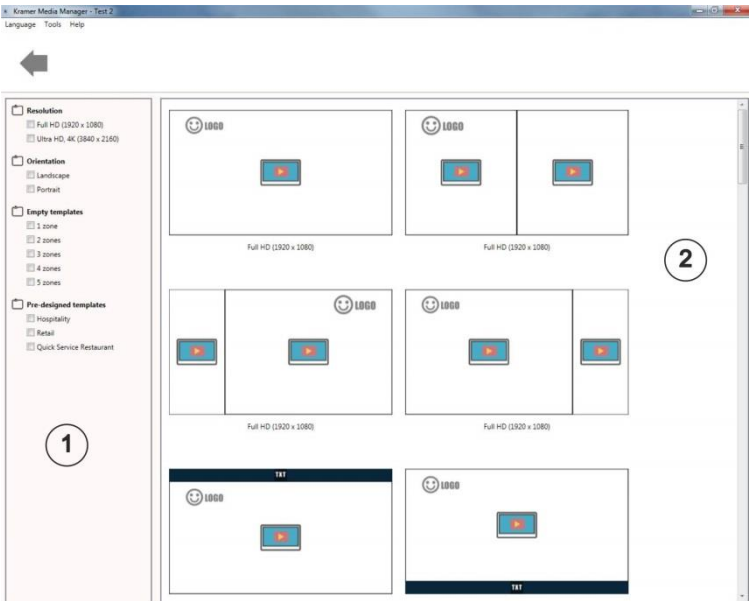 Kramer Media Manager - Test 2
Language Tools Help
Resolution
Full HD (1920 x 1080)
Ultra HD, 4K (3840 x 2160)
Orientation
Landscape
Portrait
Empty templates
1 zone
2 zones
3 zones
4 zones
5 zones
Pre-designed templates
Hospitality
Retail
Quick Service Restaurant
1
LOGO
Full HD (1920 x 1080)
LOGO
Full HD (1920 x 1080)
2
LOGO
Full HD (1920 x 1080)
LOGO
Full HD (1920 x 1080)
TXT
LOGO
LOGO
TXT